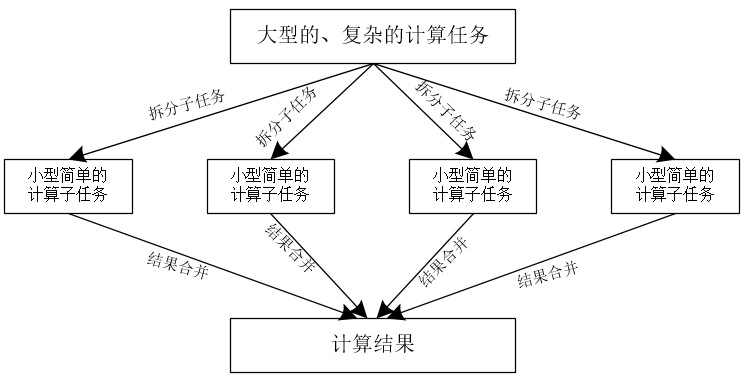 大型的、复杂的计算任务
拆分子任务
拆分子任务
拆分子任务
拆分子任务
小型简单的
计算子任务
小型简单的
计算子任务
小型简单的
计算子任务
小型简单的
计算子任务
结果合并
结果合并
结果合并
结果合并
计算结果